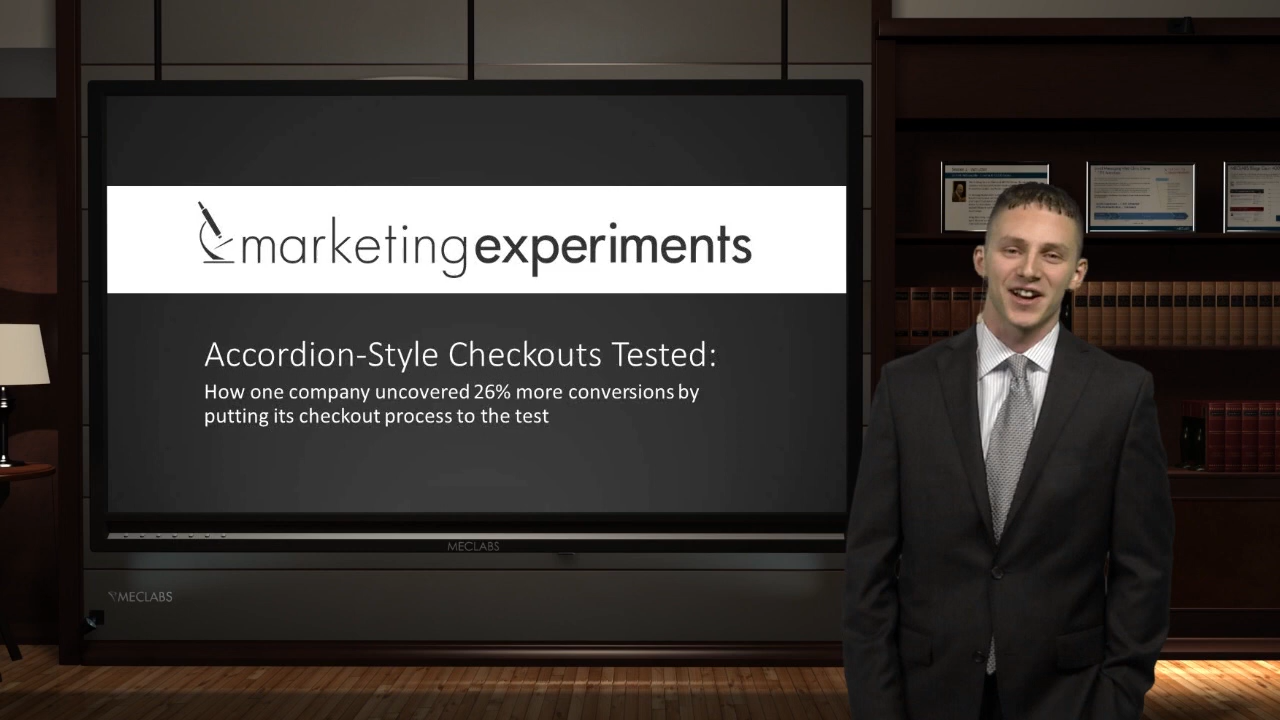 marketingexperiments
Accordion-Style Checkouts Tested:
How one company uncovered 26% more conversions by
putting its checkout process to the test
MECLABS
MECLABS